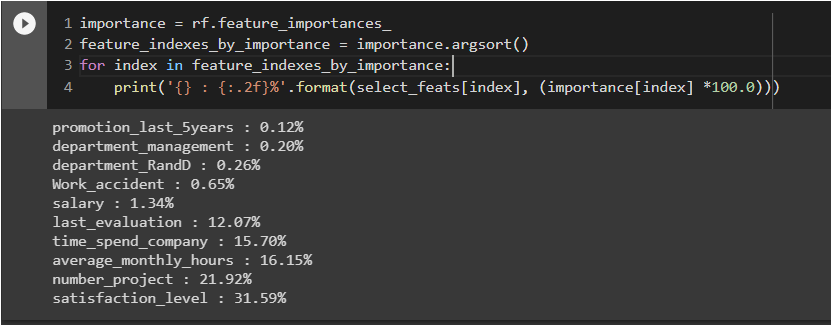 1 importance = rf.feature_importances_
2 feature_indexes_by_importance = importance.argsort()
3 for index in feature_indexes_by_importance:
4     print('{} : {:.2f}%'.format(select_feats[index], (importance[index] *100.0)))
promotion_last_5years : 0.12%
department_management : 0.20%
department_RandD : 0.26%
Work_accident : 0.65%
salary : 1.34%
last_evaluation : 12.07%
time_spend_company : 15.70%
average_monthly_hours : 16.15%
number_project : 21.92%
satisfaction_level : 31.59%